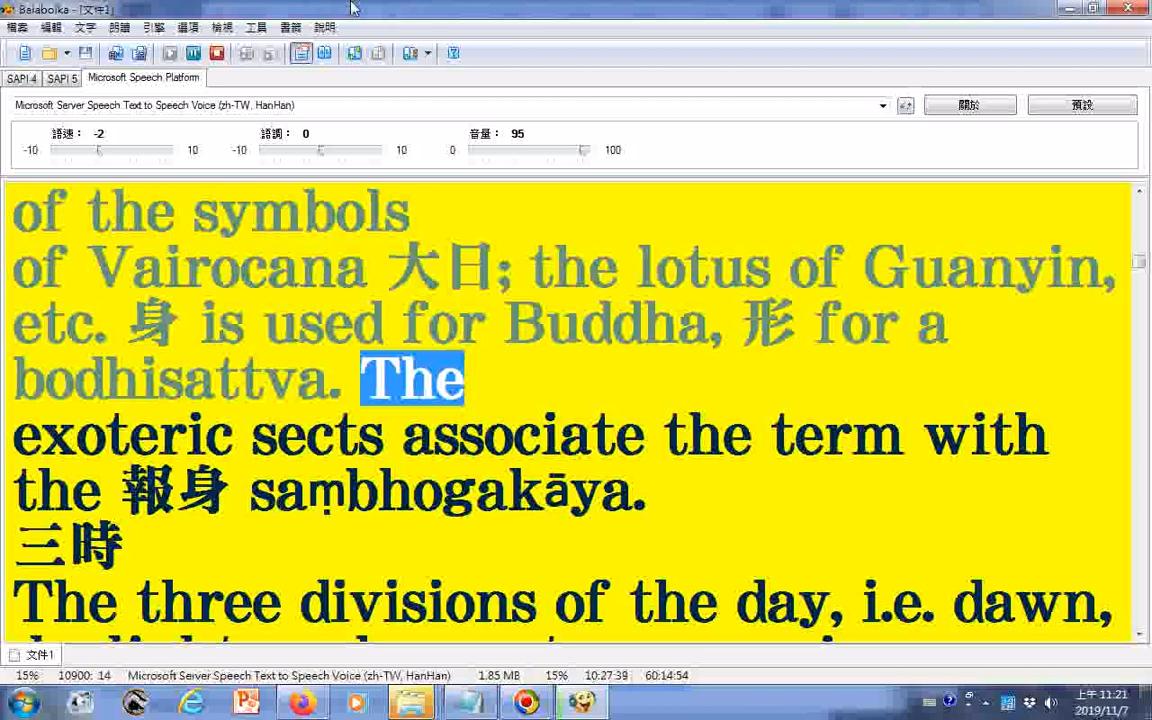 Balabolka - [文件1]
檔案 編輯 文字 朗讀 引擎 選項 檢視 工具 書籤 說明
SAPI 4 SAPI 5 Microsoft Speech Platform
Microsoft Server Speech Text to Speech Voice (zh-TW, HanHan) 關於 預設
語速： -2 語調： 0 音量： 95
-10 10 -10 10 0 100
of the symbols
of Vairocana 大日; the lotus of Guanyin,
etc. 身 is used for Buddha, 形 for a
bodhisattva. The
exoteric sects associate the term with
the 報身 saṃbhogakāya.
三時
The three divisions of the day, i.e. dawn,
文件1
15% 10900: 14 Microsoft Server Speech Text to Speech Voice (zh-TW, HanHan) 1.85 MB 15% 10:27:39 60:14:54
上午 11:21
2019/11/7